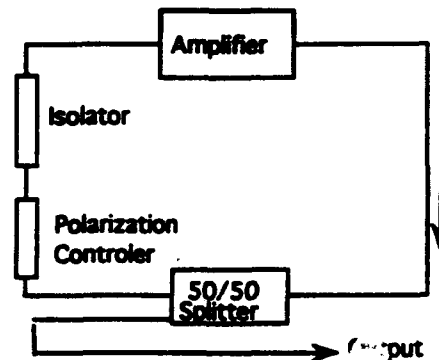 Amplifier
Isolator
Polarization
Controler
50/50
Splitter